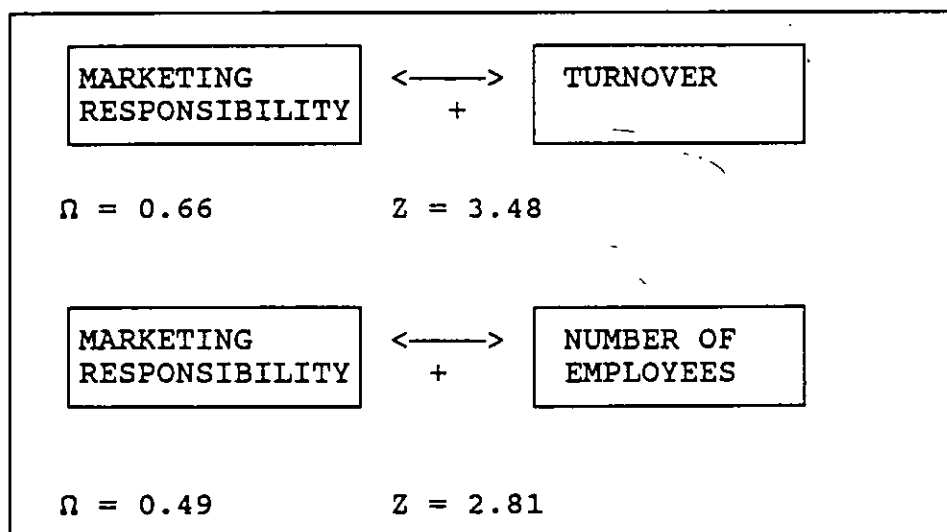 MARKETING <——> TURNOVER
RESPONSIBILITY +
Ω = 0.66 Z = 3.48
MARKETING <——> NUMBER OF
RESPONSIBILITY + EMPLOYEES
Ω = 0.49 Z = 2.81